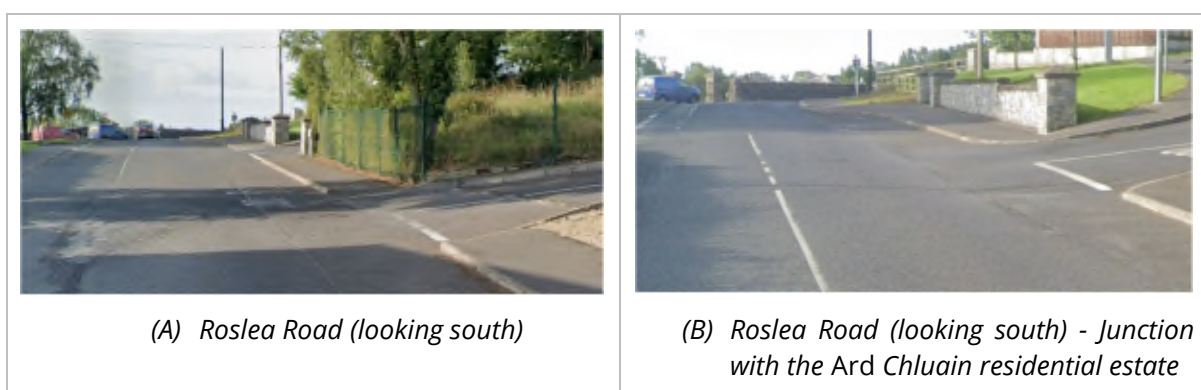 (A) Roslea Road (looking south)
(B) Roslea Road (looking south) - Junction
with the Ard Chluain residential estate